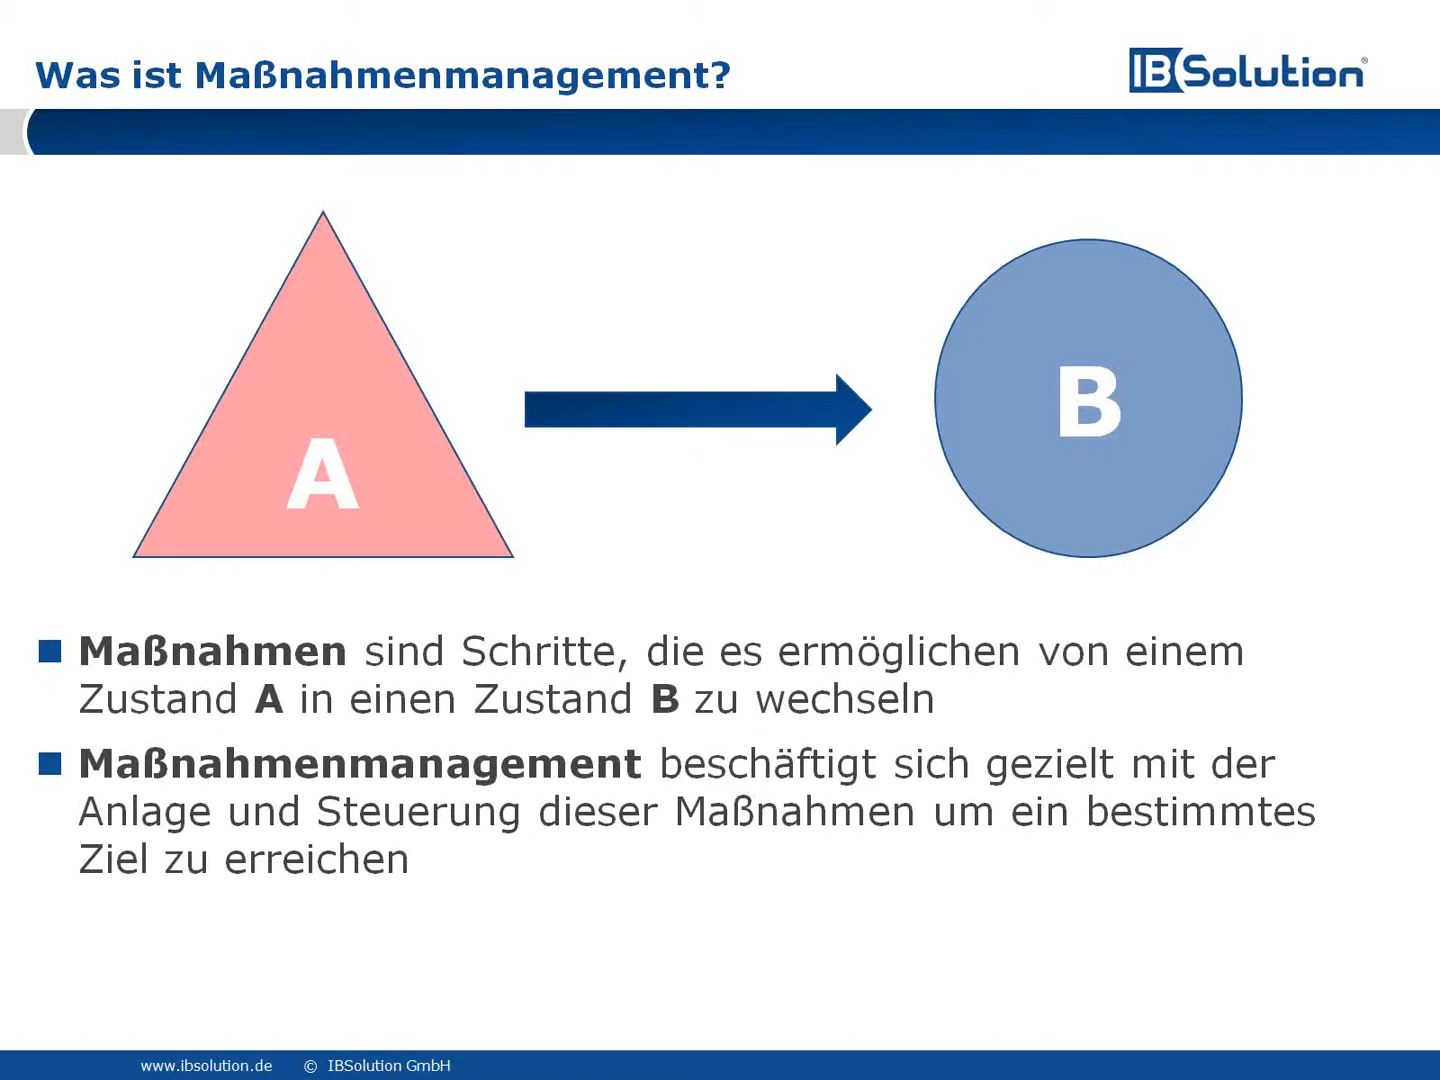 Was ist Maßnahmenmanagement?
IBSolution®
A
B
Maßnahmen sind Schritte, die es ermöglichen von einem
Zustand A in einen Zustand B zu wechseln
Maßnahmenmanagement beschäftigt sich gezielt mit der
Anlage und Steuerung dieser Maßnahmen um ein bestimmtes
Ziel zu erreichen
www.ibsolution.de © IBSolution GmbH